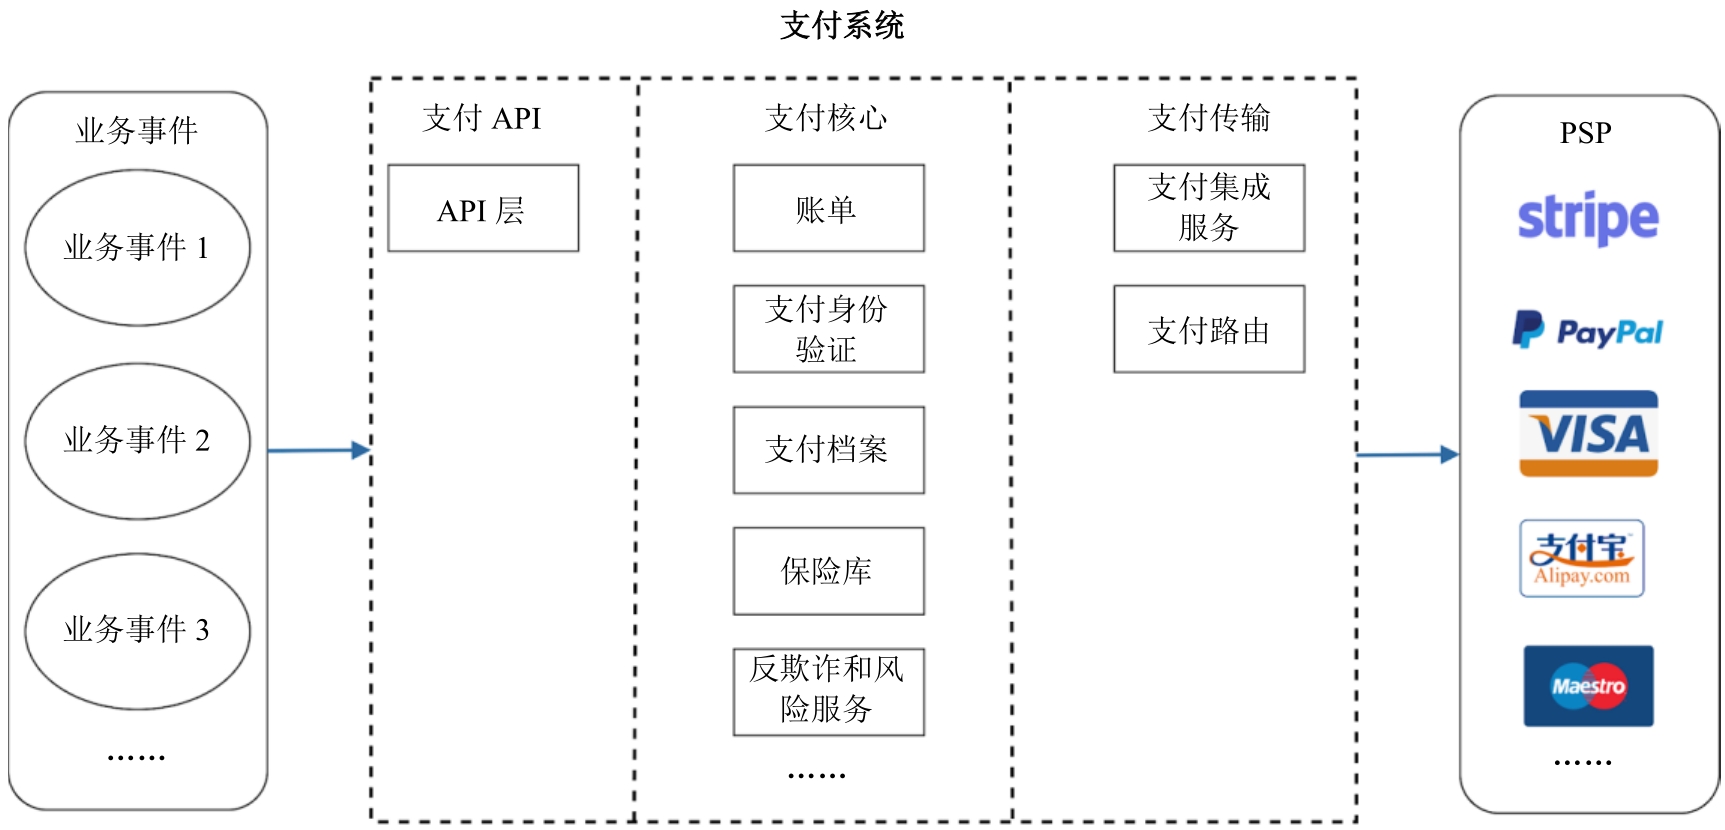 支付系统
业务事件
业务事件 1
业务事件 2
业务事件 3
……
支付 API
API 层
支付核心
账单
支付身份
验证
支付档案
保险库
反欺诈和风
险服务
……
支付传输
支付集成
服务
支付路由
PSP
stripe
PayPal
VISA
支付宝
Alipay.com
Maestro
……